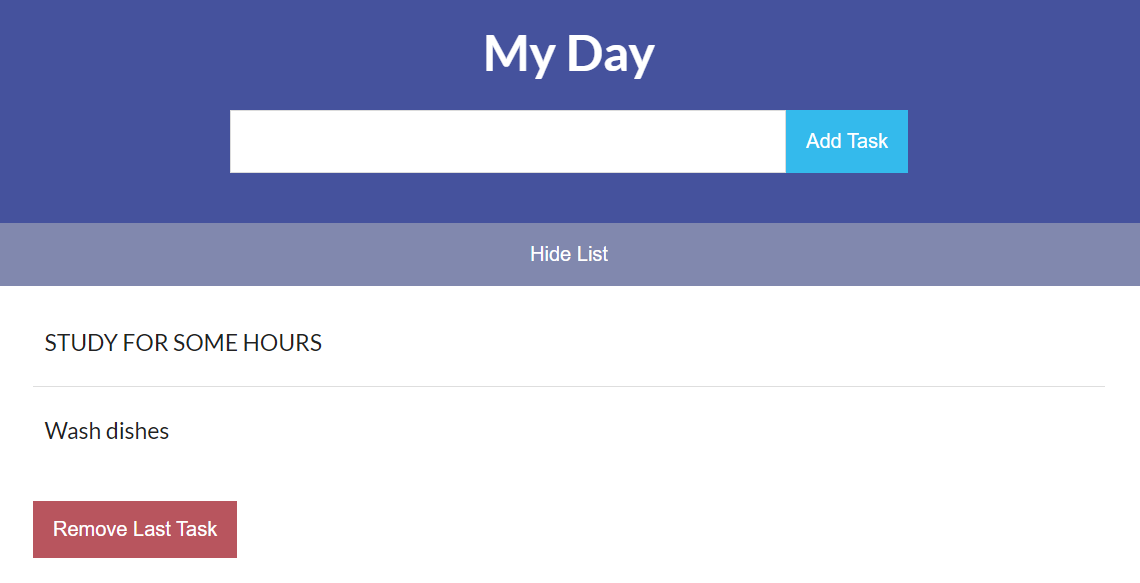 My Day
Add Task
Hide List
STUDY FOR SOME HOURS
Wash dishes
Remove Last Task